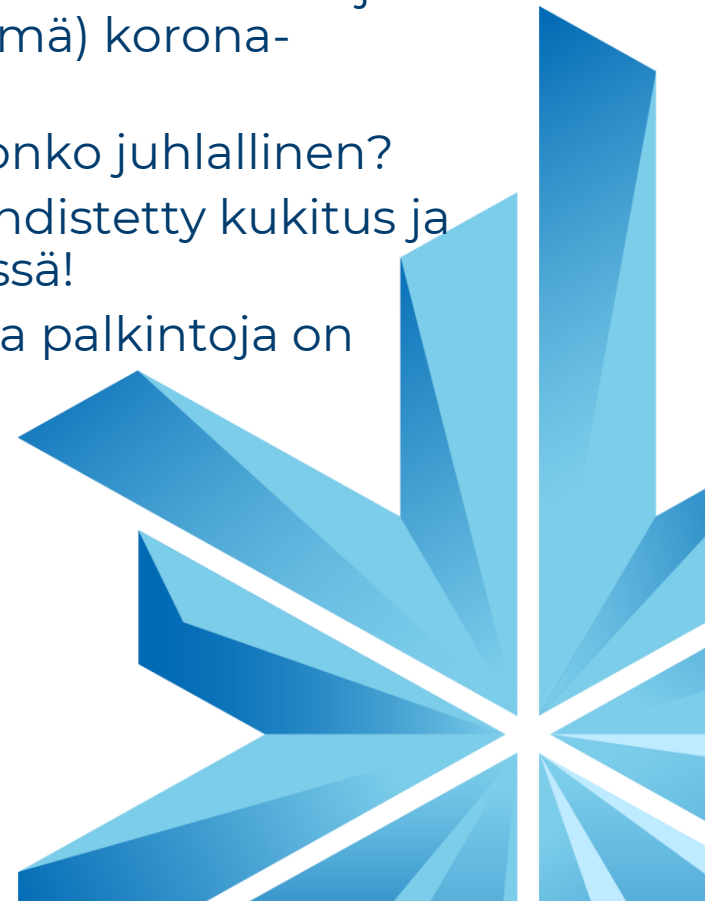 mä) korona-
onko juhlallinen?
ndistetty kukitus ja
ssä!
a palkintoja on